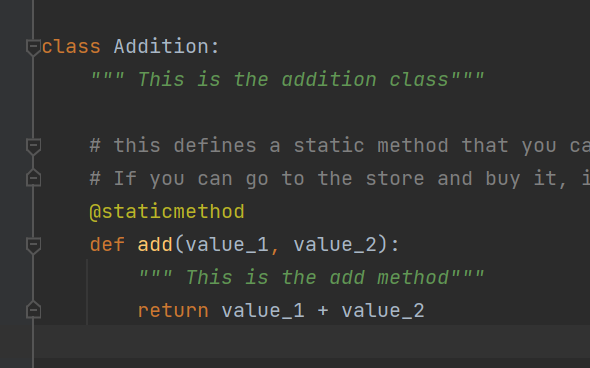 class Addition:
""" This is the addition class"""
# this defines a static method that you
# If you can go to the store and buy it,
@staticmethod
def add(value_1, value_2):
""" This is the add method"""
return value_1 + value_2